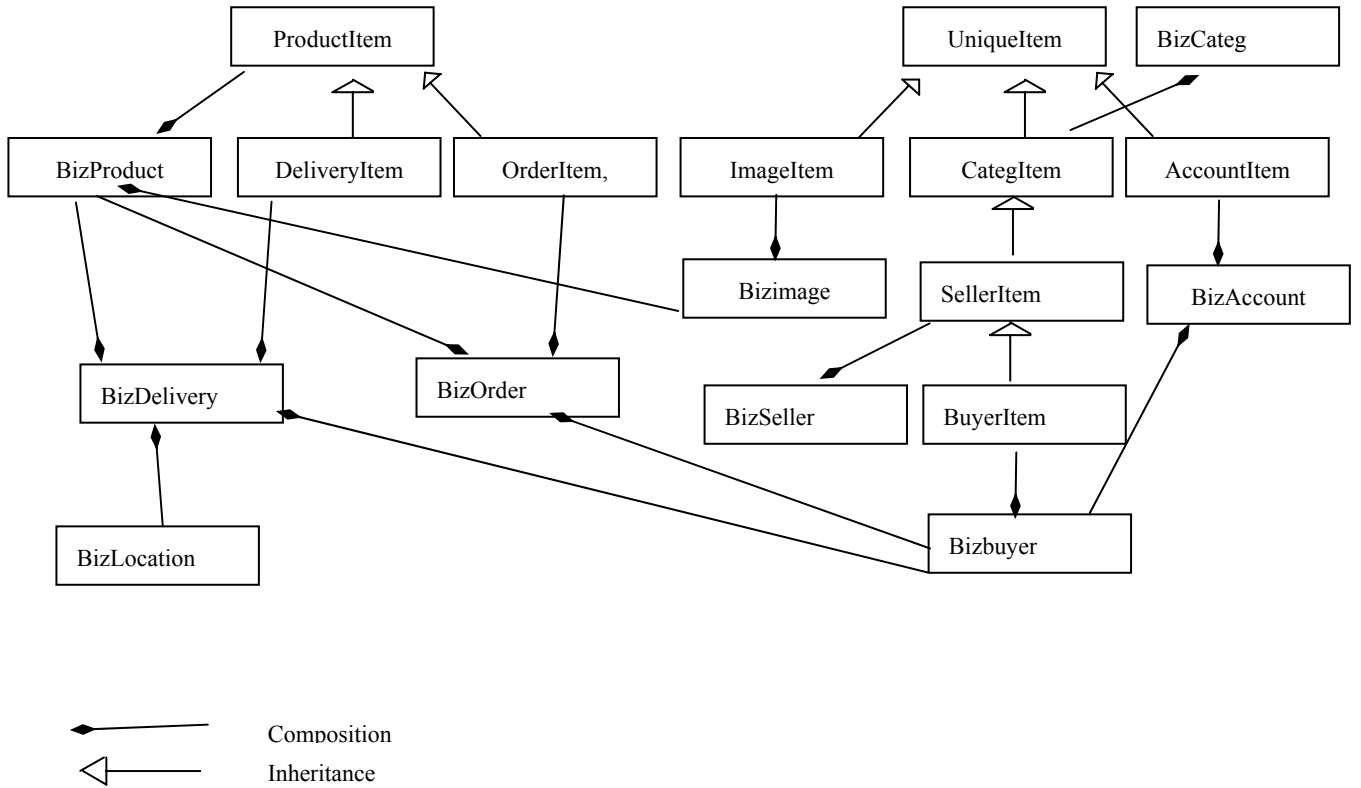 ProductItem
UniqueItem
BizCateg
BizProduct
DeliveryItem
OrderItem,
ImageItem
CategItem
AccountItem
Bizimage
SellerItem
BizAccount
BizDelivery
BizOrder
BizSeller
BuyerItem
BizLocation
Bizbuyer
Composition
Inheritance